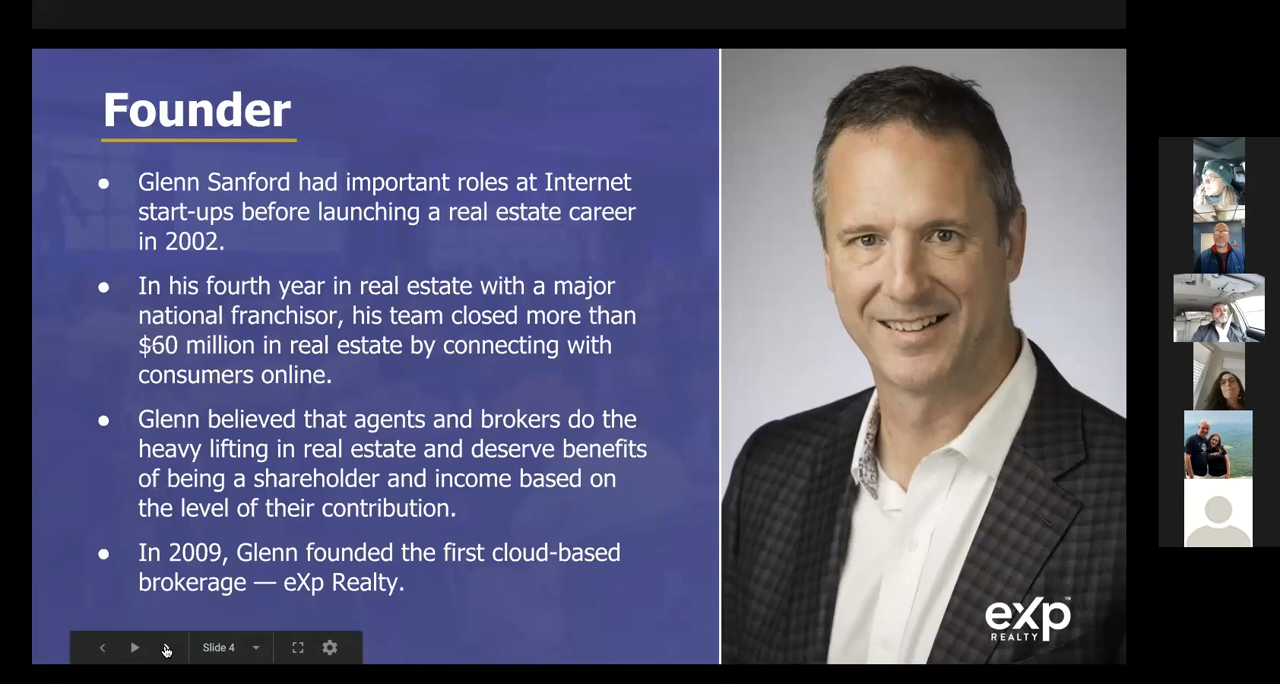 Founder
● Glenn Sanford had important roles at Internet
start-ups before launching a real estate career
in 2002.
● In his fourth year in real estate with a major
national franchisor, his team closed more than
$60 million in real estate by connecting with
consumers online.
● Glenn believed that agents and brokers do the
heavy lifting in real estate and deserve benefits
of being a shareholder and income based on
the level of their contribution.
● In 2009, Glenn founded the first cloud-based
brokerage — eXp Realty.
eXp™
REALTY
Slide 4